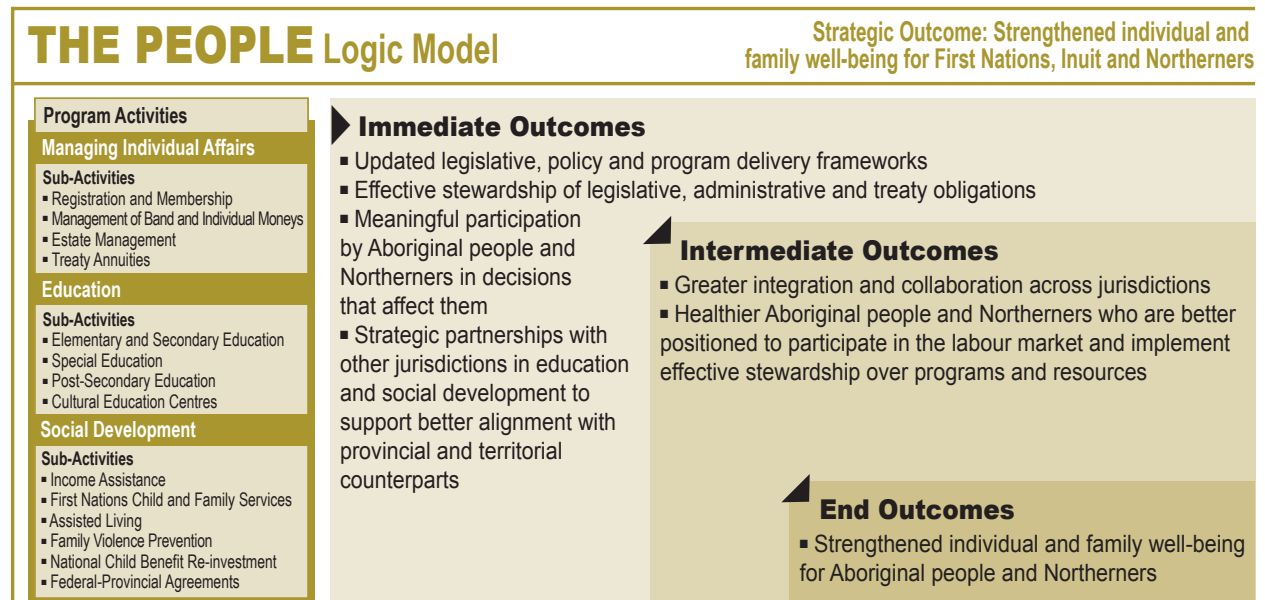 THE PEOPLE Logic Model
Strategic Outcome: Strengthened individual and
family well-being for First Nations, Inuit and Northerners
Program Activities
Managing Individual Affairs
Sub-Activities
▪ Registration and Membership
▪ Management of Band and Individual Moneys
▪ Estate Management
▪ Treaty Annuities
Education
Sub-Activities
▪ Elementary and Secondary Education
▪ Special Education
▪ Post-Secondary Education
▪ Cultural Education Centres
Social Development
Sub-Activities
▪ Income Assistance
▪ First Nations Child and Family Services
▪ Assisted Living
▪ Family Violence Prevention
▪ National Child Benefit Re-investment
▪ Federal-Provincial Agreements
Immediate Outcomes
▪ Updated legislative, policy and program delivery frameworks
▪ Effective stewardship of legislative, administrative and treaty obligations
▪ Meaningful participation
by Aboriginal people and
Northerners in decisions
that affect them
▪ Strategic partnerships with
other jurisdictions in education
and social development to
support better alignment with
provincial and territorial
counterparts
Intermediate Outcomes
▪ Greater integration and collaboration across jurisdictions
▪ Healthier Aboriginal people and Northerners who are better
positioned to participate in the labour market and implement
effective stewardship over programs and resources
End Outcomes
▪ Strengthened individual and family well-being
for Aboriginal people and Northerners